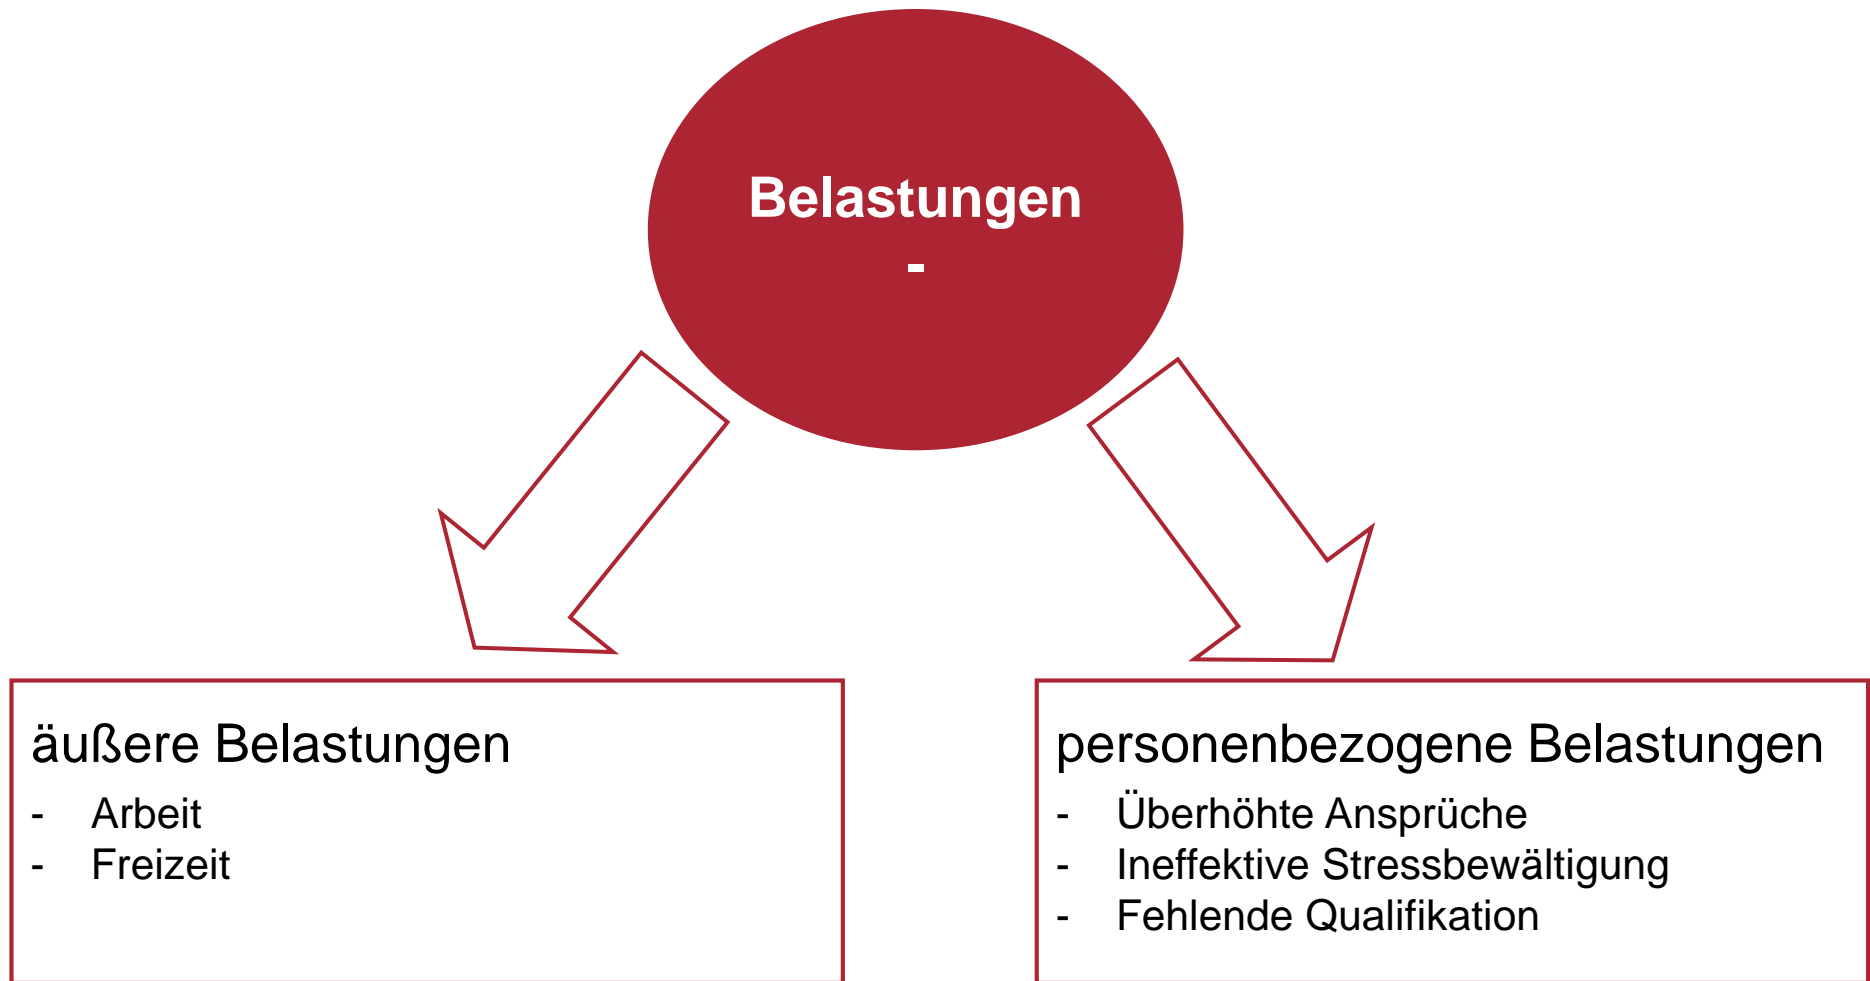 Belastungen
-
äußere Belastungen
- Arbeit
- Freizeit
personenbezogene Belastungen
- Überhöhte Ansprüche
- Ineffektive Stressbewältigung
- Fehlende Qualifikation